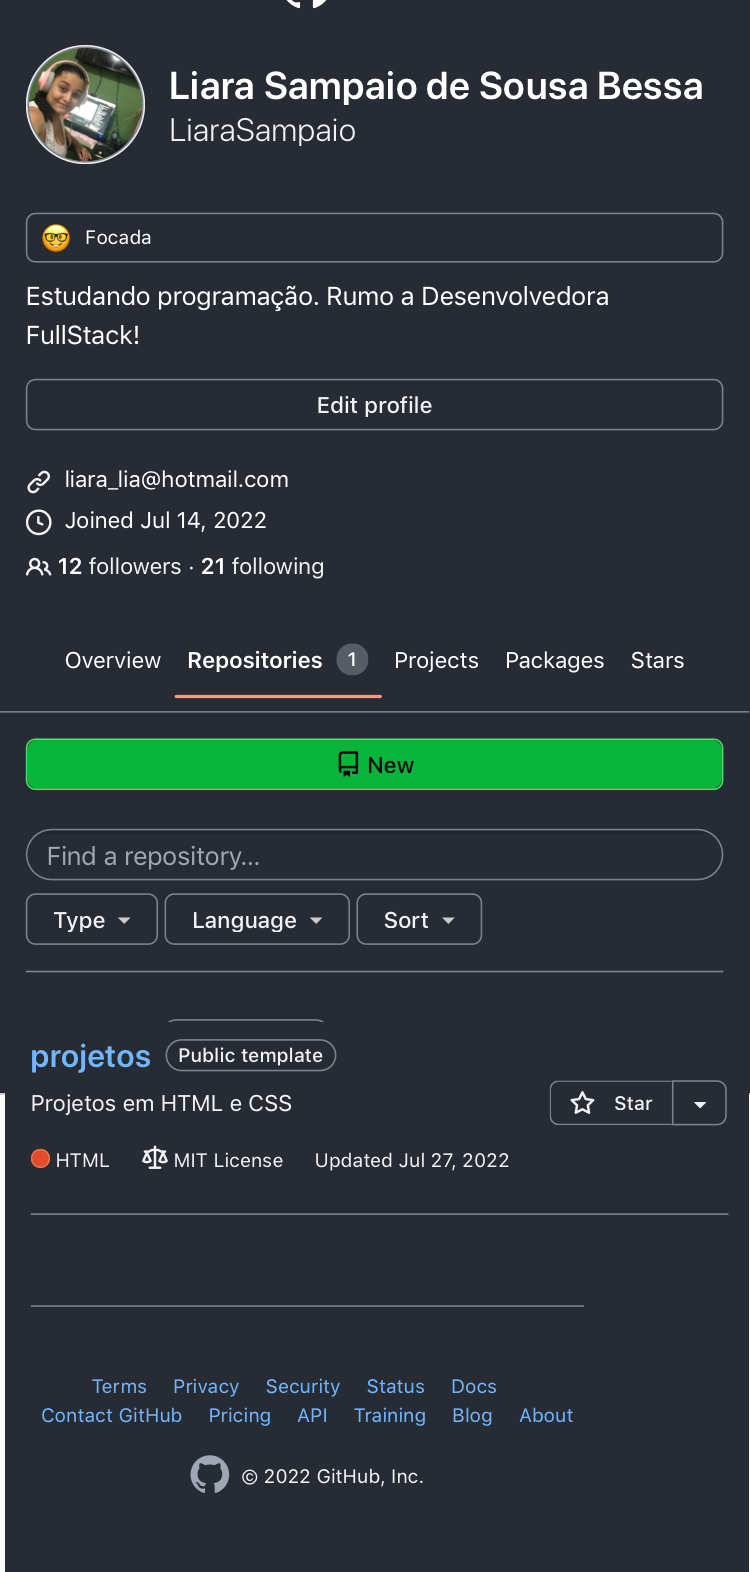 Liara Sampaio de Sousa Bessa
LiaraSampaio
Focada
Estudando programação. Rumo a Desenvolvedora
FullStack!
Edit profile
liara_lia@hotmail.com
Joined Jul 14, 2022
12 followers · 21 following
Overview Repositories 1 Projects Packages Stars
New
Find a repository...
Type Language Sort
projetos Public template
Projetos em HTML e CSS Star
HTML MIT License Updated Jul 27, 2022
Terms Privacy Security Status Docs
Contact GitHub Pricing API Training Blog About
© 2022 GitHub, Inc.